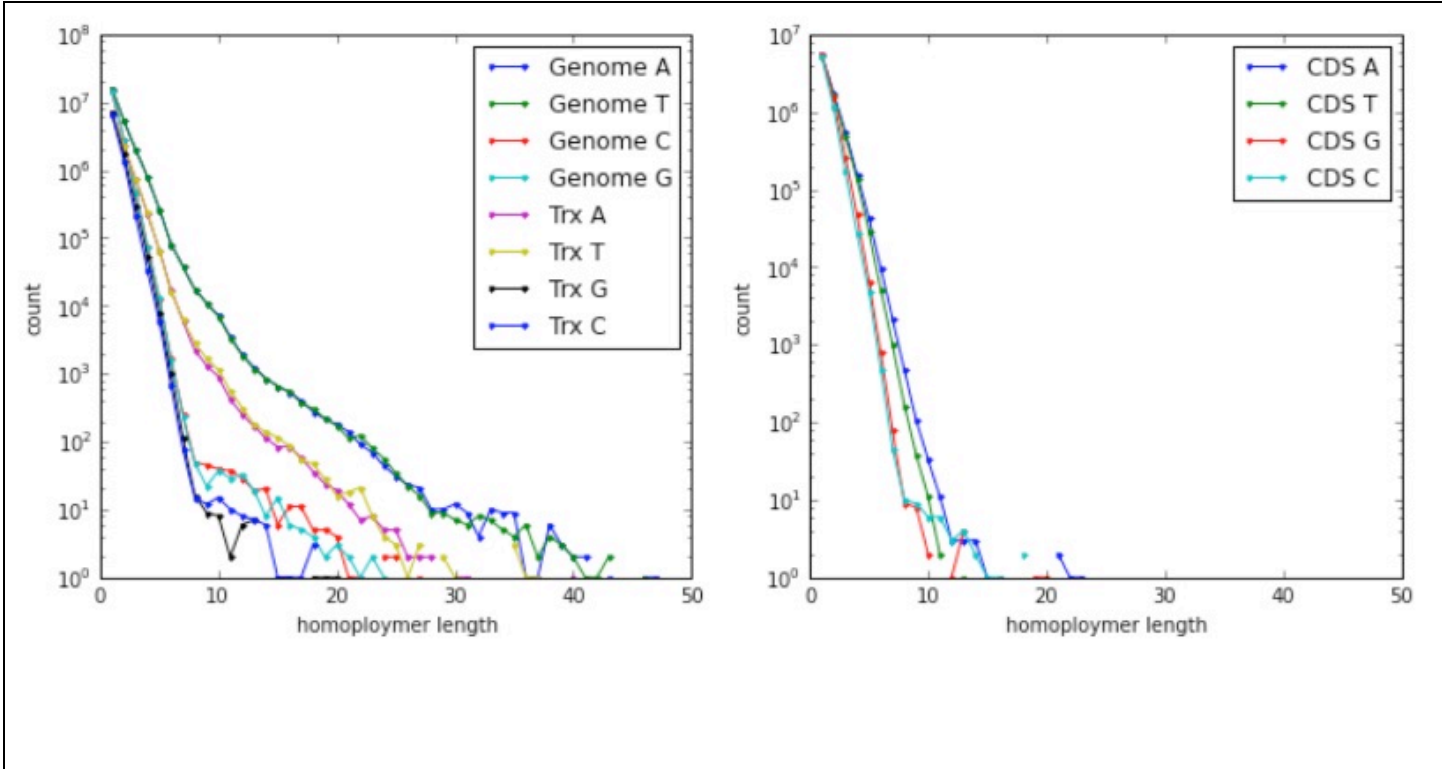 10^8
10^7
10^6
10^5
10^4
10^3
10^2
10^1
10^0
count
0 10 20 30 40 50
homoploymer length
Genome A
Genome T
Genome C
Genome G
Trx A
Trx T
Trx G
Trx C
10^7
10^6
10^5
10^4
10^3
10^2
10^1
10^0
count
0 10 20 30 40 50
homoploymer length
CDS A
CDS T
CDS G
CDS C